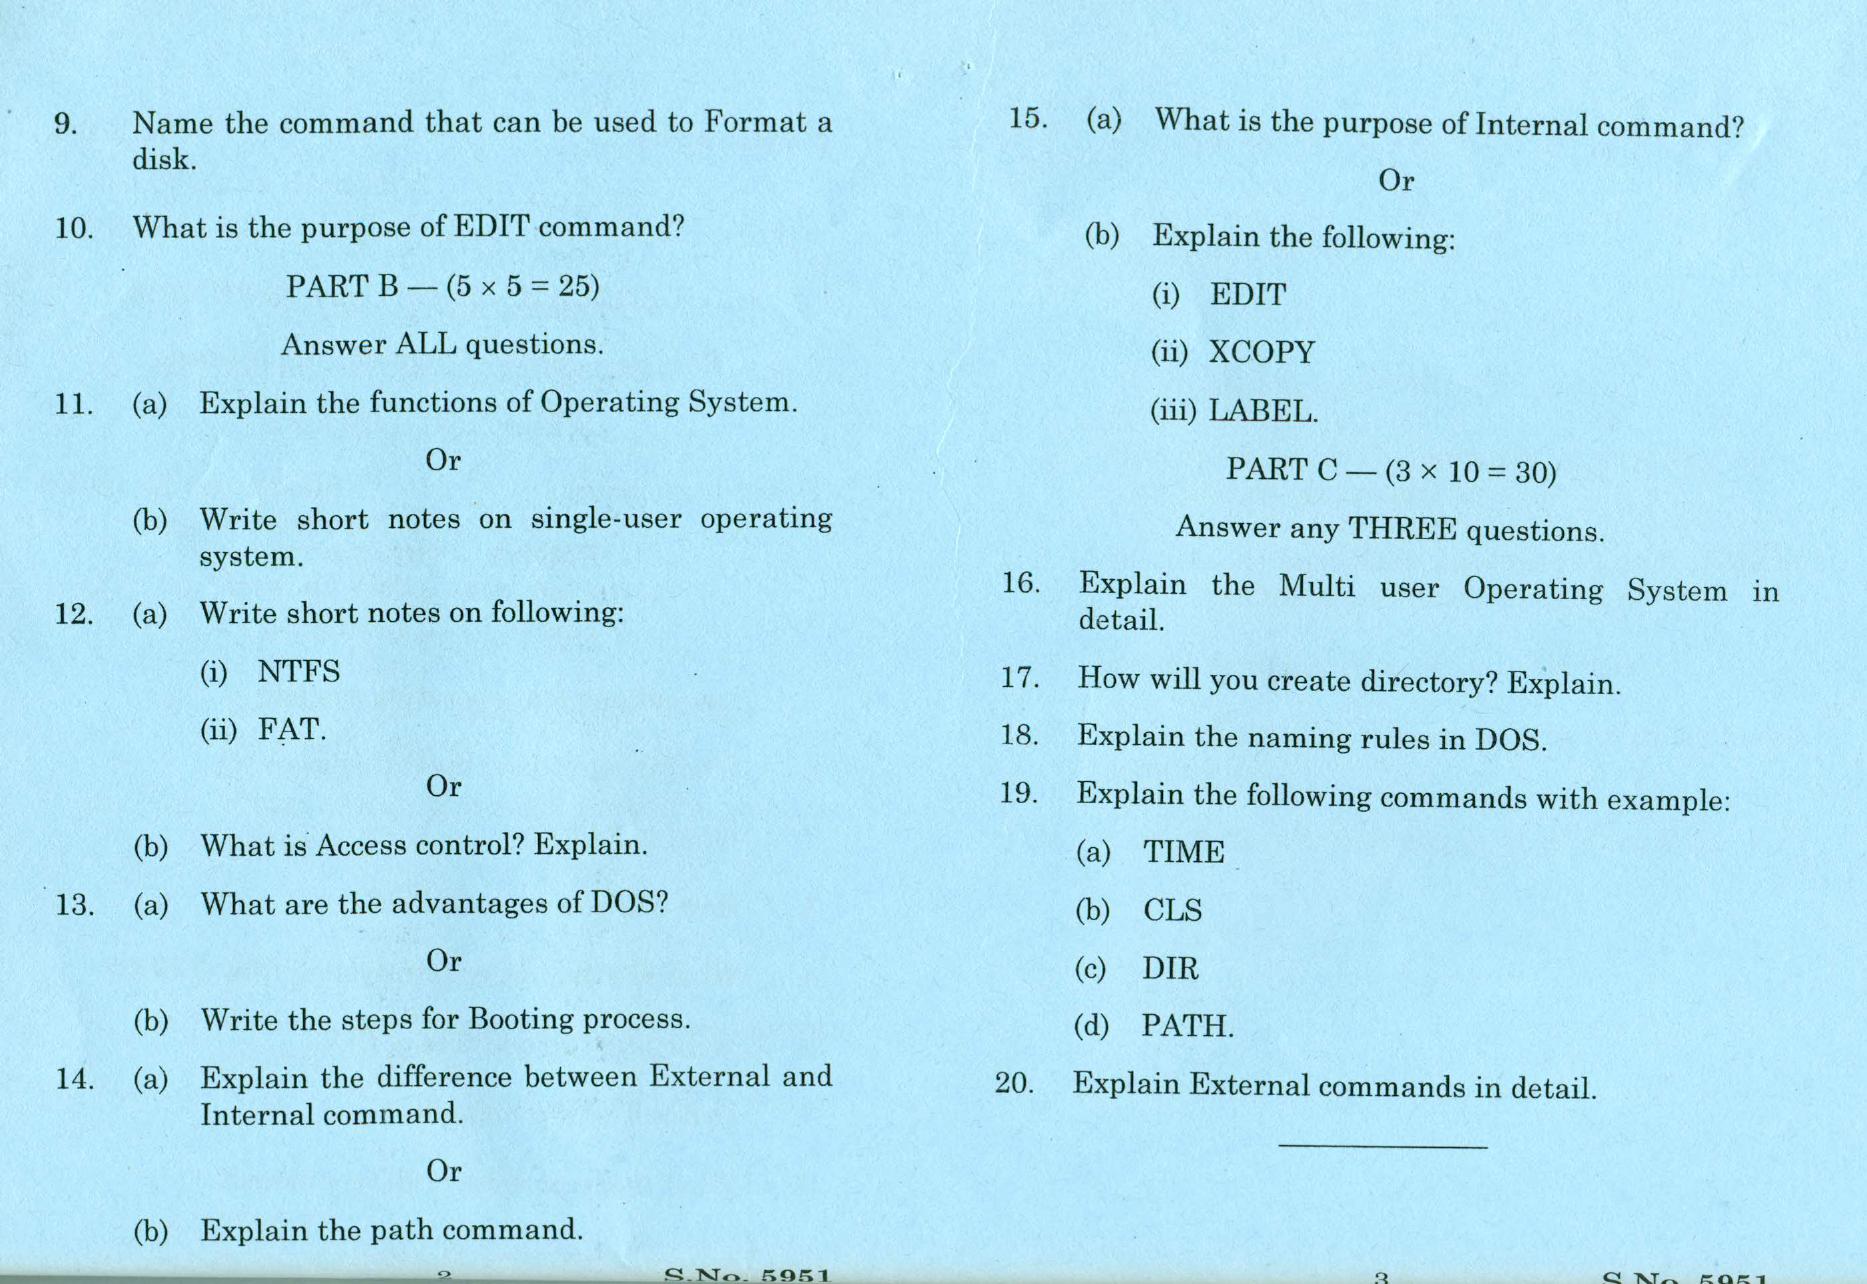 9. Name the command that can be used to Format a
disk.
10. What is the purpose of EDIT command?
PART B — (5 × 5 = 25)
Answer ALL questions.
11. (a) Explain the functions of Operating System.
Or
(b) Write short notes on single-user operating
system.
12. (a) Write short notes on following:
(i) NTFS
(ii) FAT.
Or
(b) What is Access control? Explain.
13. (a) What are the advantages of DOS?
Or
(b) Write the steps for Booting process.
14. (a) Explain the difference between External and
Internal command.
Or
(b) Explain the path command.
2 S.No. 5951
15. (a) What is the purpose of Internal command?
Or
(b) Explain the following:
(i) EDIT
(ii) XCOPY
(iii) LABEL.
PART C — (3 × 10 = 30)
Answer any THREE questions.
16. Explain the Multi user Operating System in
detail.
17. How will you create directory? Explain.
18. Explain the naming rules in DOS.
19. Explain the following commands with example:
(a) TIME
(b) CLS
(c) DIR
(d) PATH.
20. Explain External commands in detail.
3 S.No. 5951